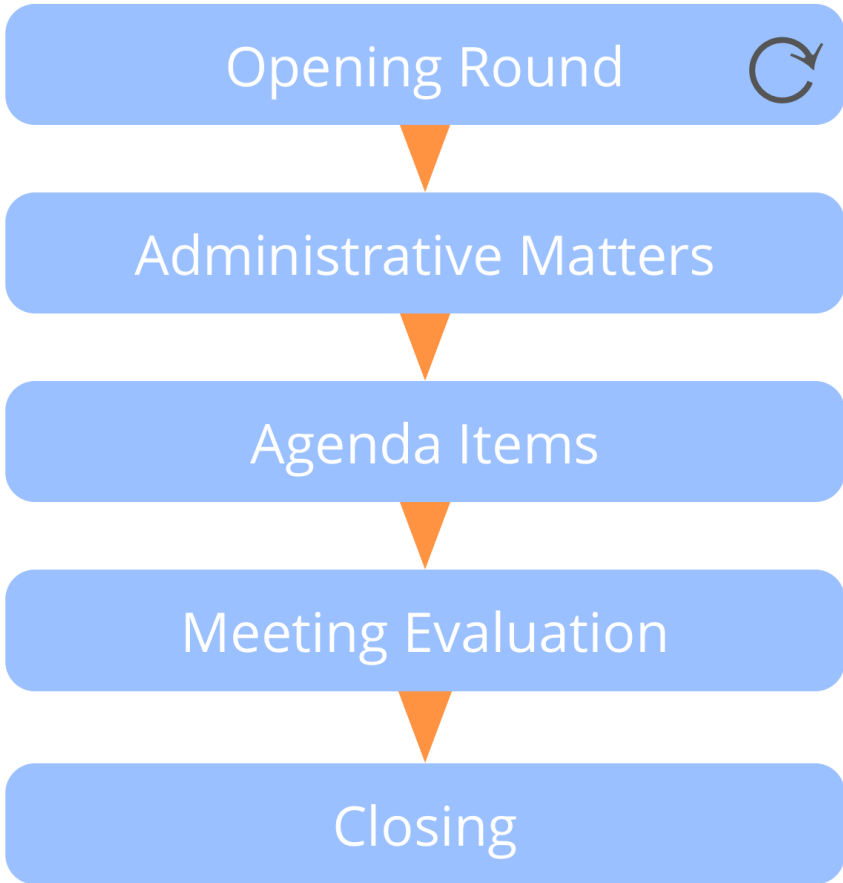 Opening Round
Administrative Matters
Agenda Items
Meeting Evaluation
Closing